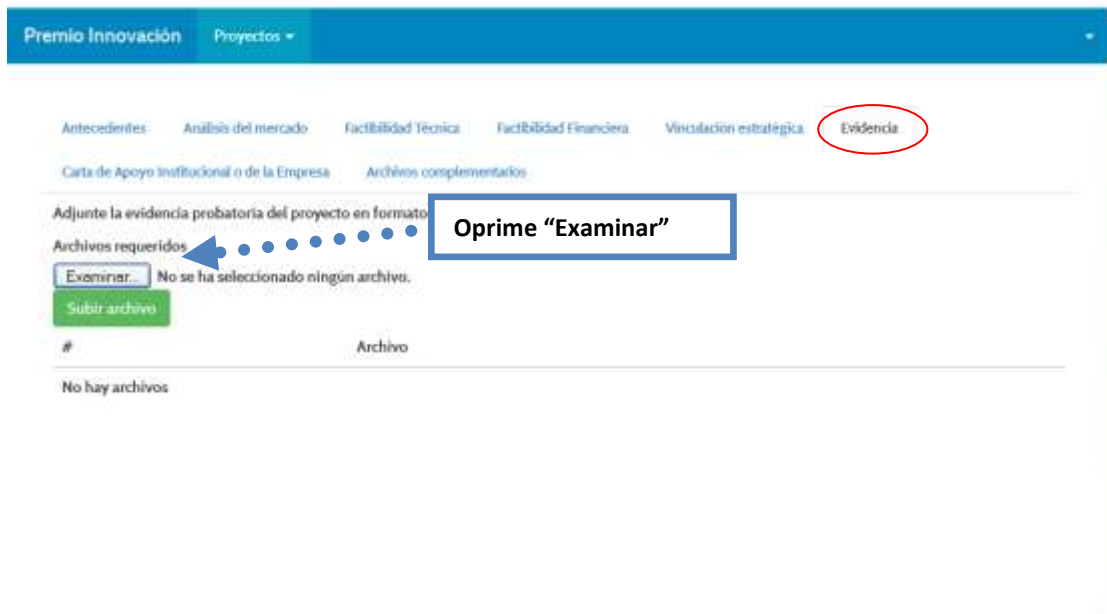 Premio Innovación Proyectos
Antecedentes Análisis del mercado Factibilidad Técnica Factibilidad Financiera Vinculación estratégica Evidencia
Carta de Apoyo Institucional o de la Empresa Archivos complementarios
Adjunte la evidencia probatoria del proyecto en formato
Oprime “Examinar”
Archivos requeridos
Examinar... No se ha seleccionado ningún archivo.
Subir archivo
# Archivo
No hay archivos